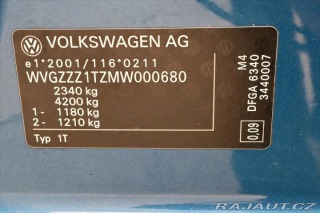 VOLKSWAGEN AG
e1*2001/116*0211
WVGZZZ1TZMW000680
2340 kg
4200 kg
1- 1180 kg
2- 1210 kg
Typ 1T
M4
DFGA 6340
3440007
0.09
RAJAUT.CZ